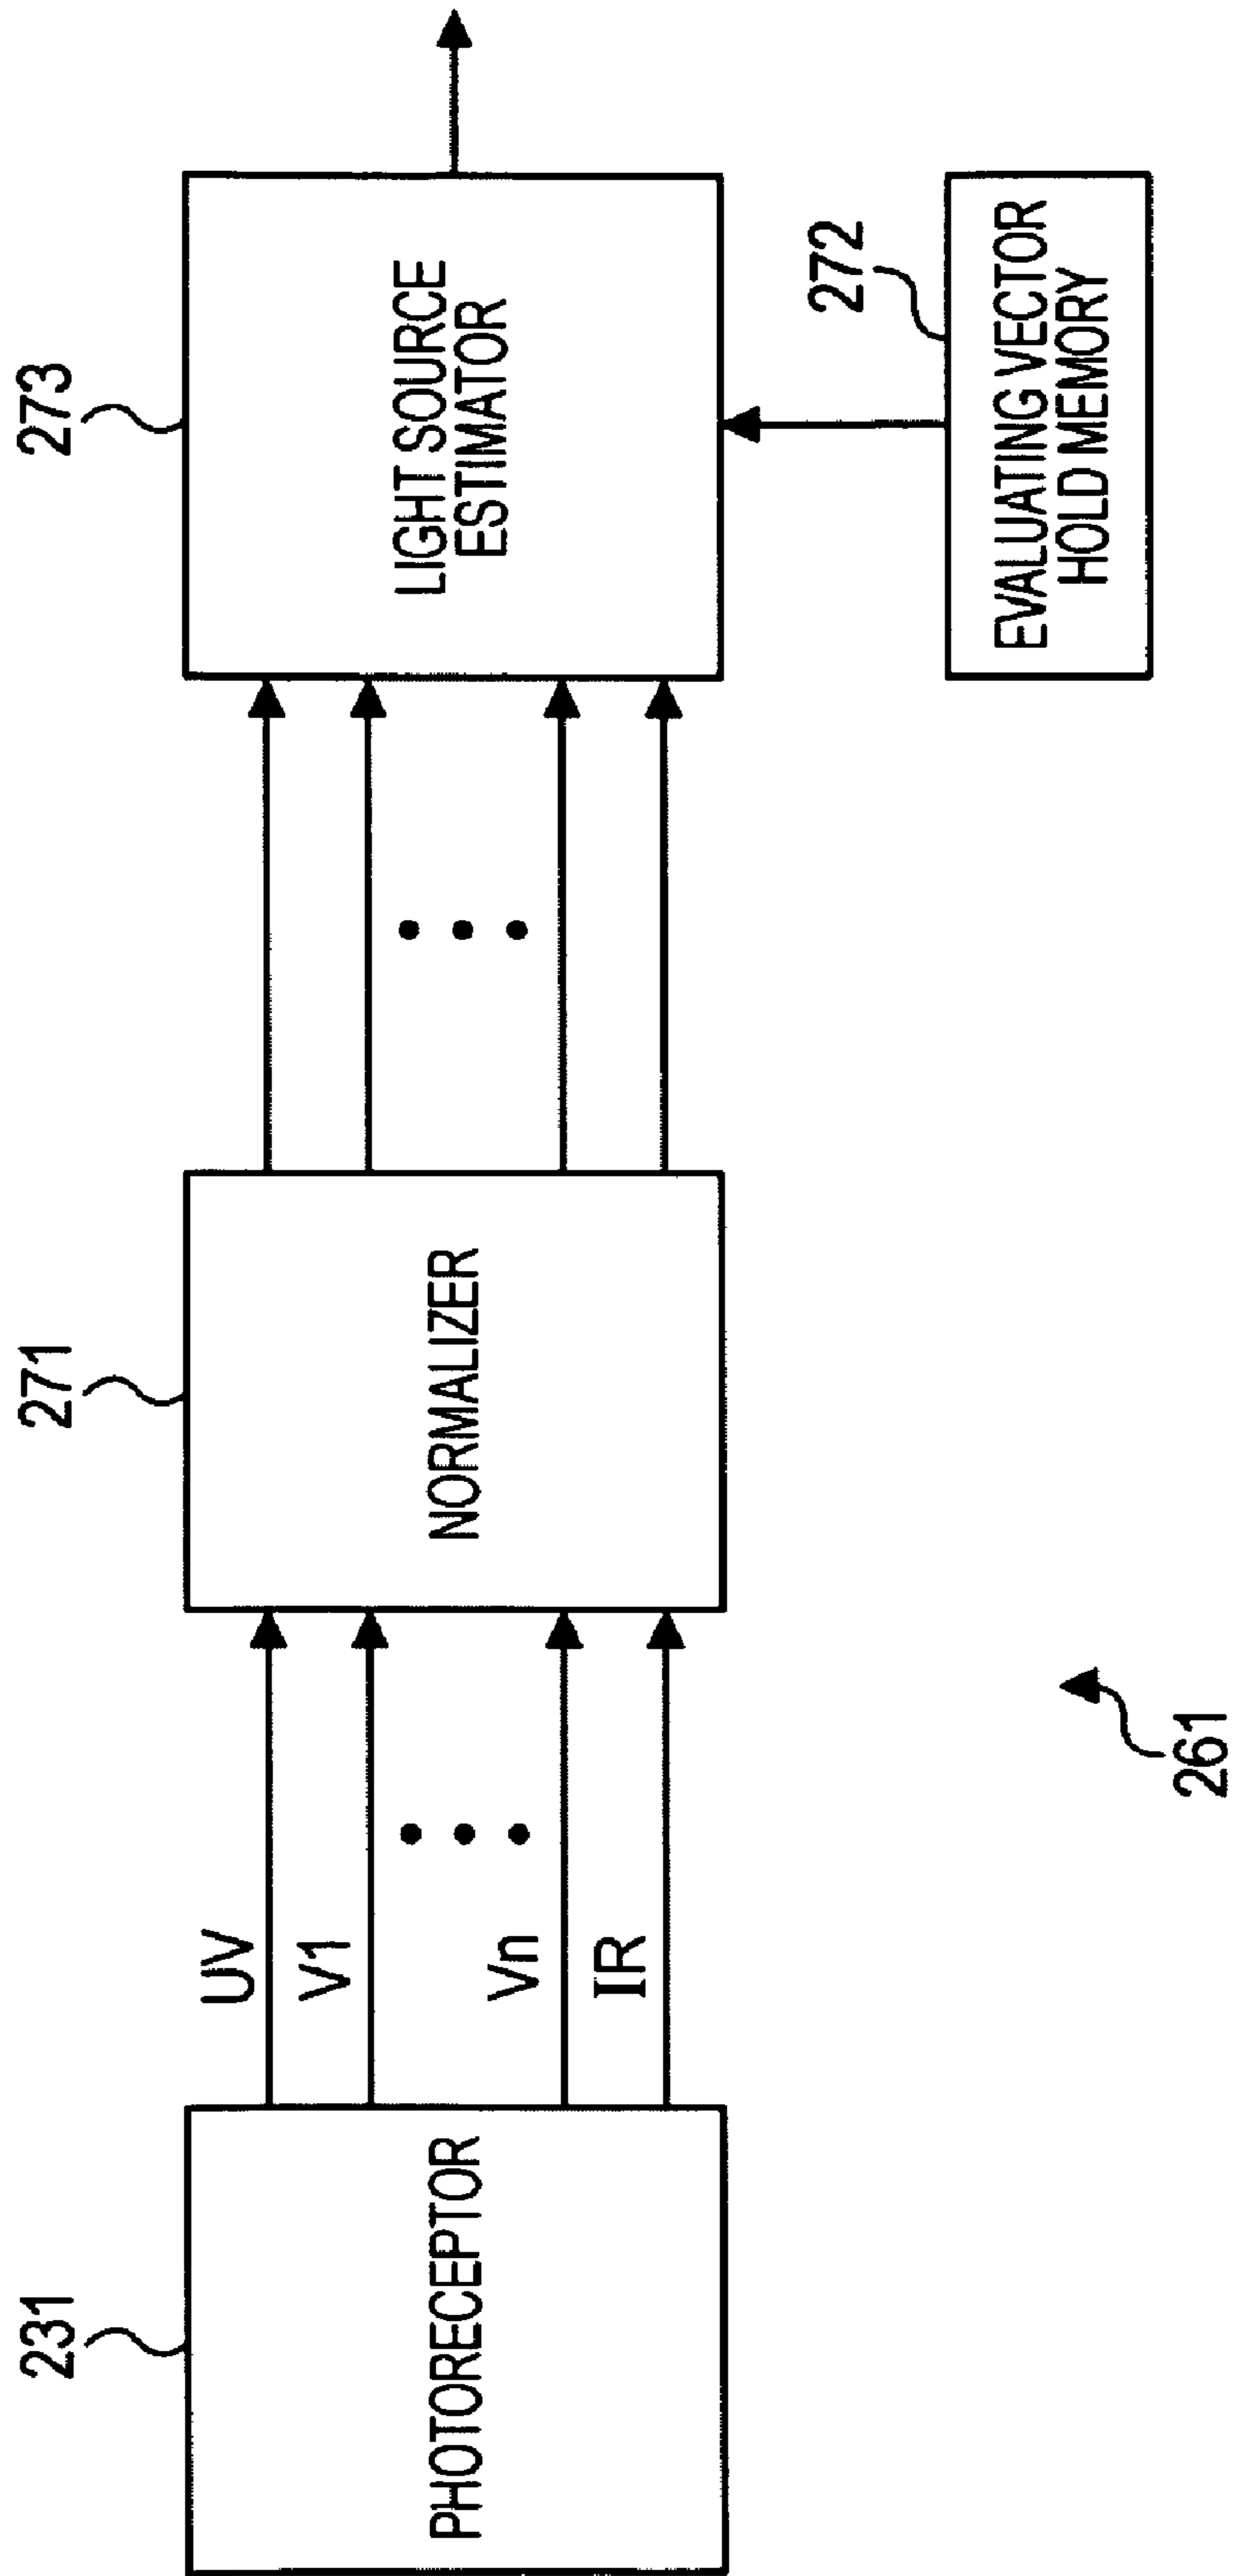 231
PHOTORECEPTOR
UV
V1
Vn
IR
271
NORMALIZER
273
LIGHT SOURCE
ESTIMATOR
272
EVALUATING VECTOR
HOLD MEMORY
261